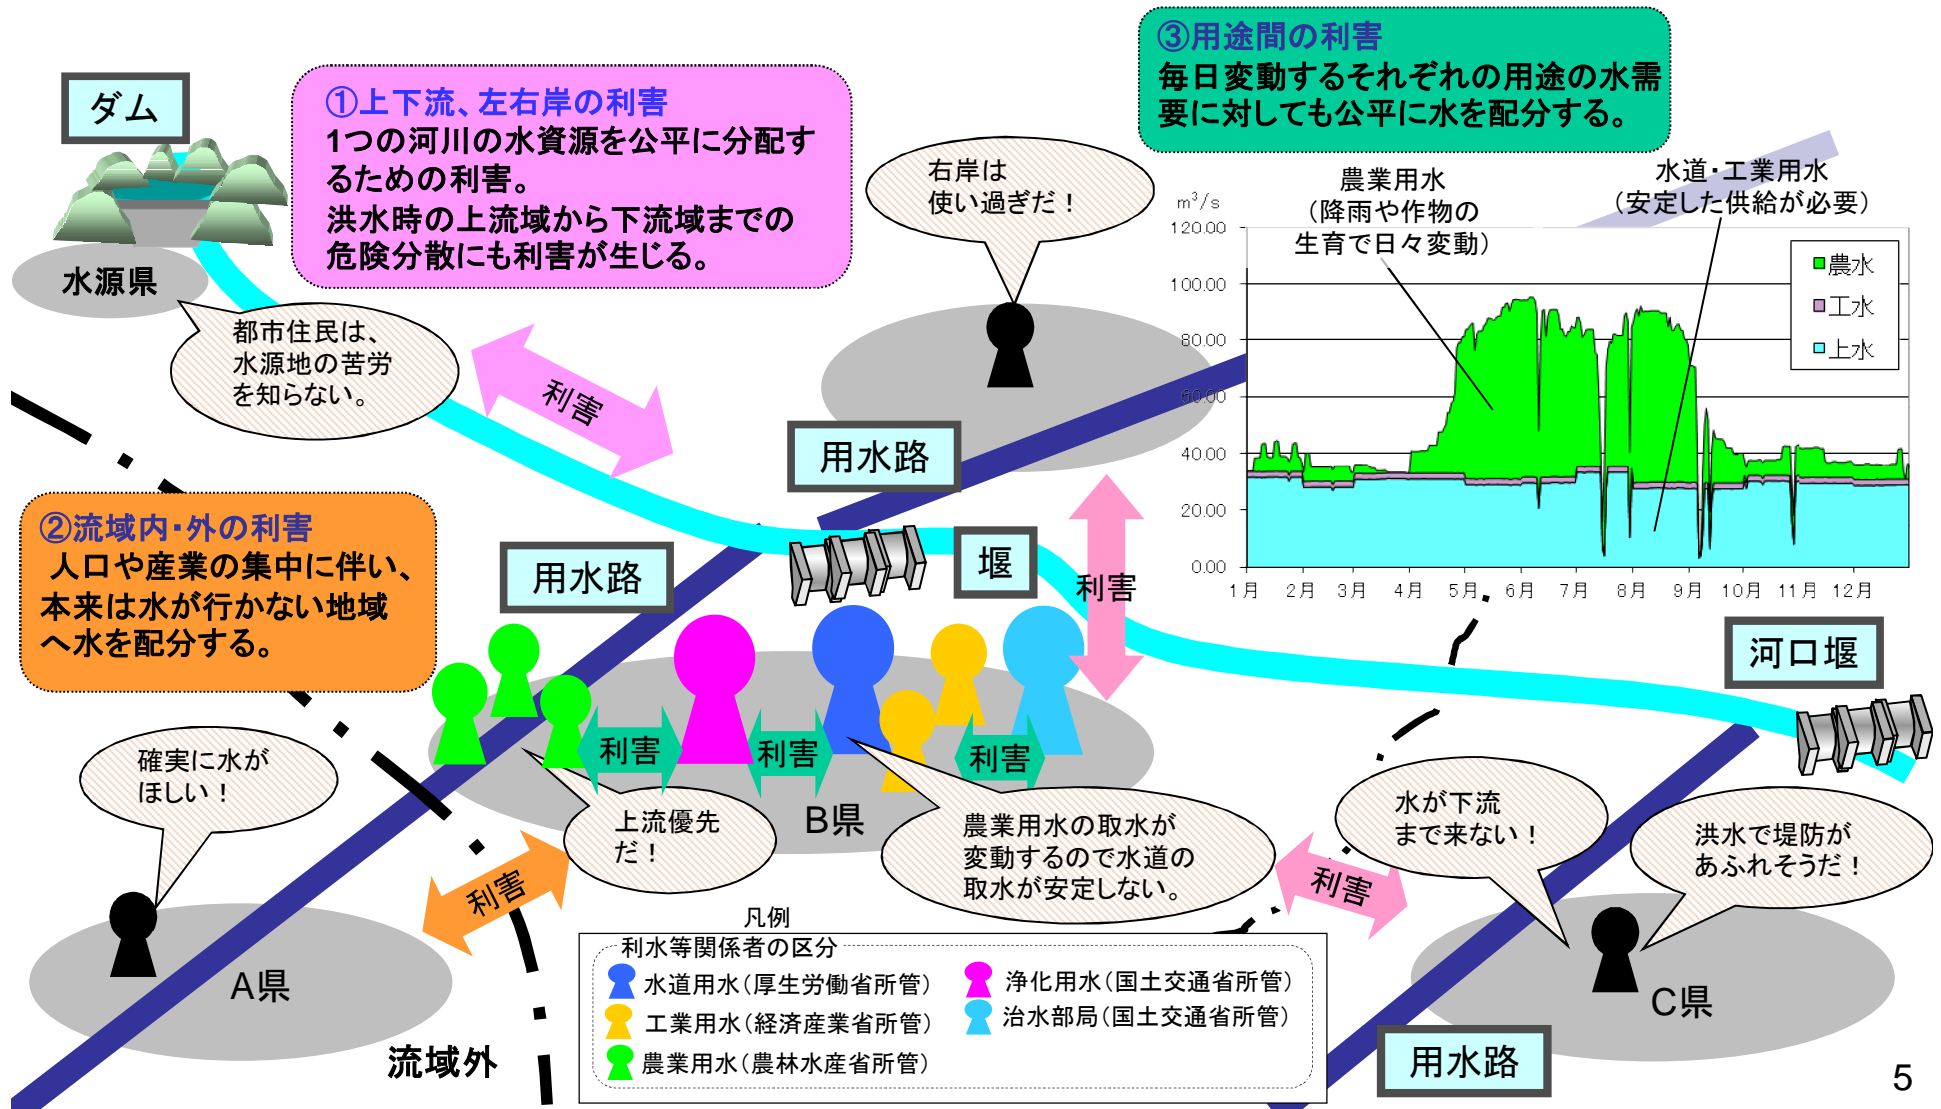 ダム
水源県
①上下流、左右岸の利害
1つの河川の水資源を公平に分配す
るための利害。
洪水時の上流域から下流域までの
危険分散にも利害が生じる。
③用途間の利害
毎日変動するそれぞれの用途の水需
要に対しても公平に水を配分する。
右岸は
使い過ぎだ！
都市住民は、
水源地の苦労
を知らない。
利害
農業用水
（降雨や作物の
生育で日々変動）
水道・工業用水
（安定した供給が必要）
m³/s
120.00
100.00
80.00
60.00
40.00
20.00
0.00
1月 2月 3月 4月 5月 6月 7月 8月 9月 10月 11月 12月
農水
工水
上水
用水路
用水路
堰
利害
河口堰
②流域内・外の利害
人口や産業の集中に伴い、
本来は水が行かない地域
へ水を配分する。
利害
利害
利害
確実に水が
ほしい！
上流優先
だ！
B県
農業用水の取水が
変動するので水道の
取水が安定しない。
水が下流
まで来ない！
洪水で堤防が
あふれそうだ！
利害
利害
A県
C県
流域外
用水路
凡例
利水等関係者の区分
水道用水（厚生労働省所管）
工業用水（経済産業省所管）
農業用水（農林水産省所管）
浄化用水（国土交通省所管）
治水部局（国土交通省所管）
5